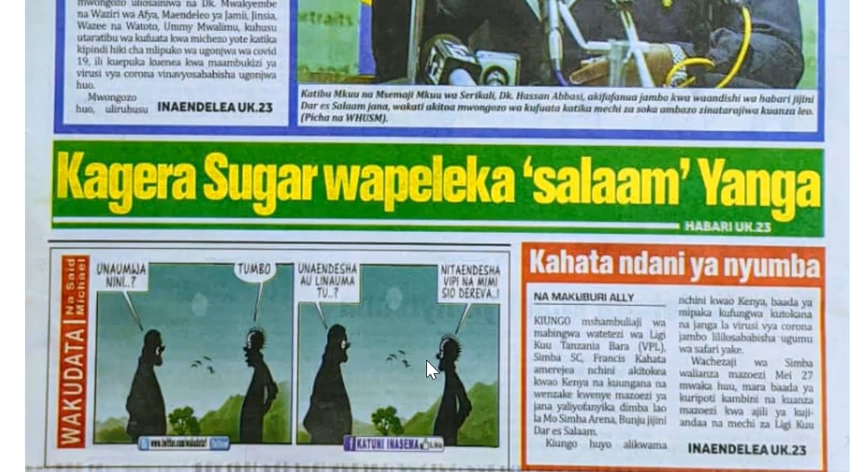 mwongozo uliosainiwa na Dk. Mwakyembe
na Waziri wa Afya, Maendeleo ya Jamii, Jinsia,
Wazee na Watoto, Ummy Mwalimu, kuhusu
utaratibu wa kufuata kwa michezo yote katika
kipindi hiki cha mlipuko wa ugonjwa wa covid
19, ili kuepuka kuenea kwa maambukizi ya
virusi vya corona vinavyosababisha ugonjwa
huo.
Mwongozo
huo, uliruhusu
INAENDELEA UK.23
Katibu Mkuu na Msemaji Mkuu wa Serikali, Dk. Hassan Abbasi, akifafanua jambo kwa waandishi wa habari jijini
Dar es Salaam jana, wakati akitoa mwongozo wa kufuata katika mechi za soka ambazo zinatarajiwa kuanza leo.
(Picha na WHUSM).
Kagera Sugar wapeleka ‘salaam’ Yanga
HABARI UK.23
WAKUDATA
Na Said
Michael
UNAUMWA
NINI..?
TUMBO
UNAENDESHA
AU LINAUMA
TU..?
NITAENDESHA
VIPI NA MIMI
SIO DEREVA..!
KATUNI INASEMA
Kahata ndani ya nyumba
NA MAKUBURI ALLY
KIUNGO mshambuliaji wa
mabingwa watetezi wa Ligi
Kuu Tanzania Bara (VPL),
Simba SC, Francis Kahata
amerejea nchini akitokea
kwao Kenya na kuungana na
wenzake kwenye mazoezi ya
jana yaliyofanyika dimba lao
la Mo Simba Arena, Bunju jijini
Dar es Salaam.
Kiungo huyo alikwama
nchini kwao Kenya, baada ya
mipaka kufungwa kutokana
na janga la virusi vya corona
jambo lililosababisha ugumu
wa safari yake.
Wachezaji wa Simba
walianza mazoezi Mei 27
mwaka huu, mara baada ya
kuripoti kambini na kuanza
mazoezi kwa ajili ya kuji-
andaa na mechi za Ligi Kuu
INAENDELEA UK.23